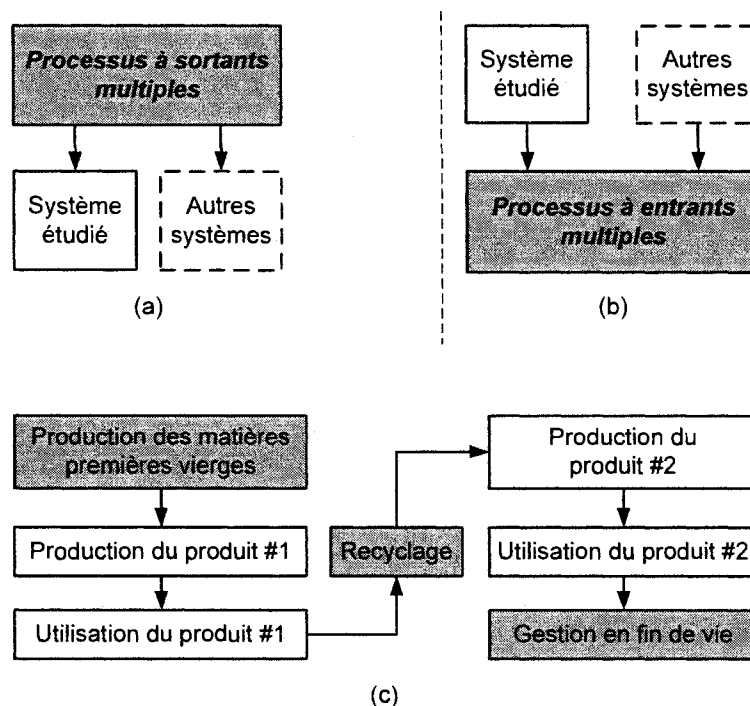 Processus à sortants
multiples
Système
étudié
Autres
systèmes
(a)
Système
étudié
Autres
systèmes
Processus à entrants
multiples
(b)
Production des matières
premières vierges
Production du produit #1
Utilisation du produit #1
Recyclage
Production du
produit #2
Utilisation du produit #2
Gestion en fin de vie
(c)